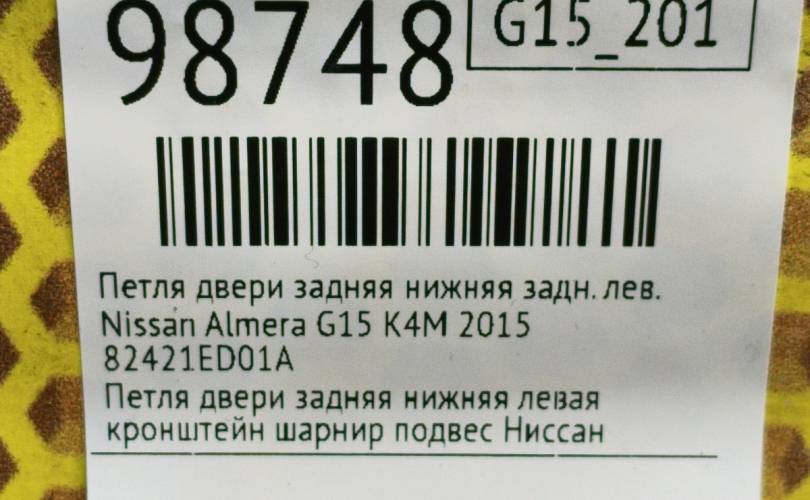 98748
G15_201
Петля двери задняя нижняя задн. лев.
Nissan Almera G15 K4M 2015
82421ED01A
Петля двери задняя нижняя левая
кронштейн шарнир подвес Ниссан